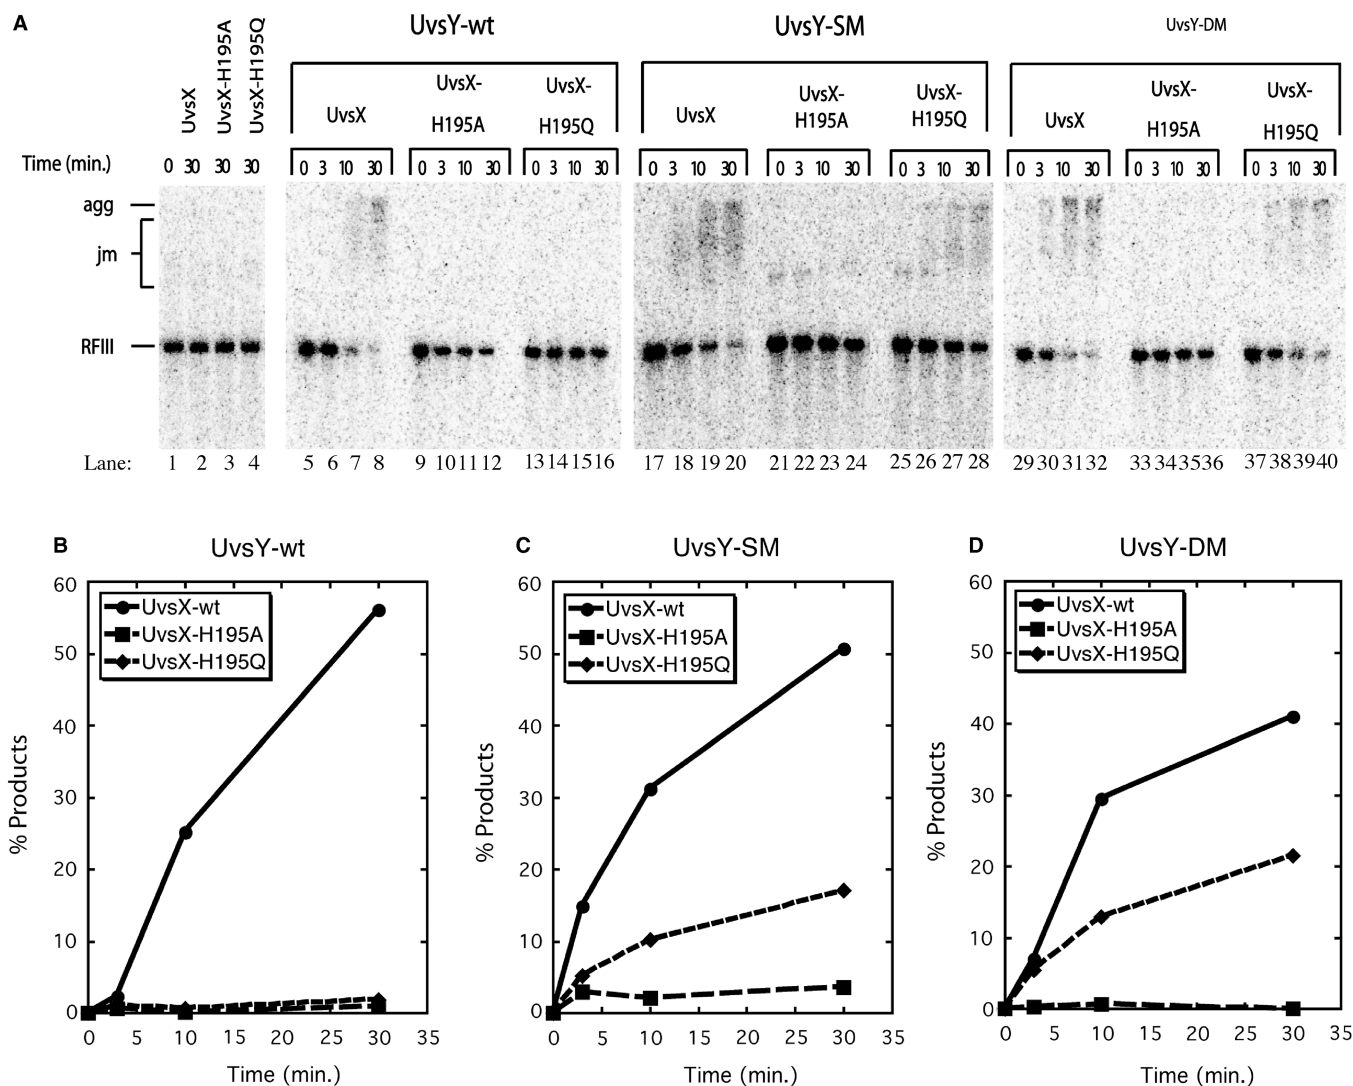 A
UvsX
UvsX-H195A
UvsX-H195Q
UvsY-wt
UvsY-SM
UvsY-DM
UvsX
UvsX-
H195A
UvsX-
H195Q
UvsX
UvsX-
H195A
UvsX-
H195Q
UvsX
UvsX-
H195A
UvsX-
H195Q
Time (min.) 0 30 30 30 0 3 10 30 0 3 10 30 0 3 10 30 0 3 10 30 0 3 10 30 0 3 10 30 0 3 10 30 0 3 10 30 0 3 10 30
agg
jm
RFIII
Lane: 1 2 3 4 5 6 7 8 9 10 11 12 13 14 15 16 17 18 19 20 21 22 23 24 25 26 27 28 29 30 31 32 33 34 35 36 37 38 39 40
B UvsY-wt
60
50
40
30
20
10
0
0 5 10 15 20 25 30 35
% Products
Time (min.)
UvsX-wt
UvsX-H195A
UvsX-H195Q
C UvsY-SM
60
50
40
30
20
10
0
0 5 10 15 20 25 30 35
% Products
Time (min.)
UvsX-wt
UvsX-H195A
UvsX-H195Q
D UvsY-DM
60
50
40
30
20
10
0
0 5 10 15 20 25 30 35
% Products
Time (min.)
UvsX-wt
UvsX-H195A
UvsX-H195Q